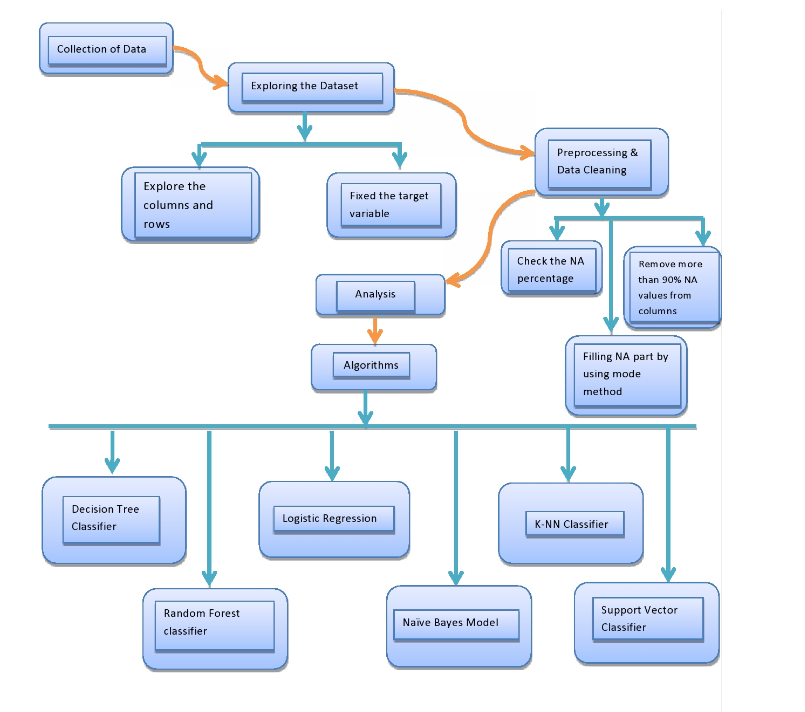 Collection of Data
Exploring the Dataset
Preprocessing &
Data Cleaning
Explore the
columns and
rows
Fixed the target
variable
Check the NA
percentage
Remove more
than 90% NA
values from
columns
Analysis
Filling NA part by
using mode
method
Algorithms
Decision Tree
Classifier
Logistic Regression
K-NN Classifier
Random Forest
classifier
Naïve Bayes Model
Support Vector
Classifier